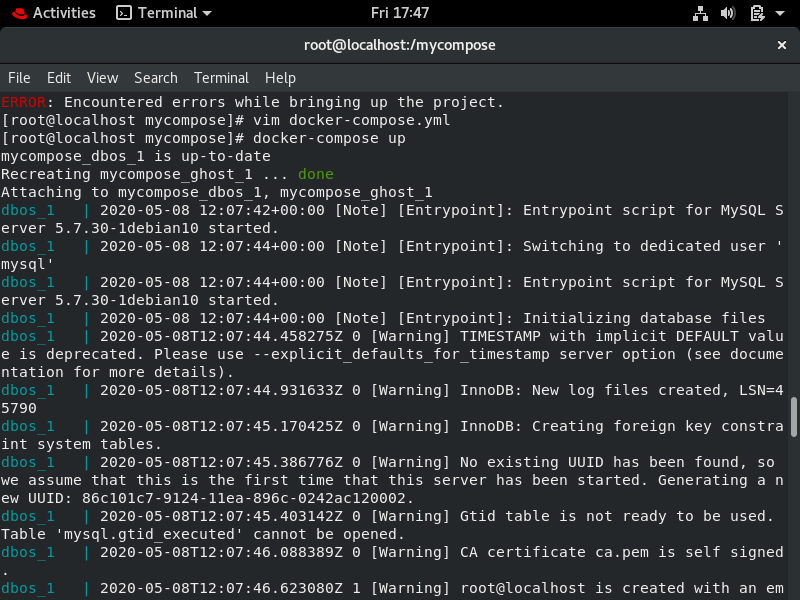 Activities Terminal Fri 17:47
root@localhost:/mycompose ×
File Edit View Search Terminal Help
ERROR: Encountered errors while bringing up the project.
[root@localhost mycompose]# vim docker-compose.yml
[root@localhost mycompose]# docker-compose up
mycompose_dbos_1 is up-to-date
Recreating mycompose_ghost_1 ... done
Attaching to mycompose_dbos_1, mycompose_ghost_1
dbos_1   | 2020-05-08 12:07:42+00:00 [Note] [Entrypoint]: Entrypoint script for MySQL S
erver 5.7.30-1debian10 started.
dbos_1   | 2020-05-08 12:07:44+00:00 [Note] [Entrypoint]: Switching to dedicated user '
mysql'
dbos_1   | 2020-05-08 12:07:44+00:00 [Note] [Entrypoint]: Entrypoint script for MySQL S
erver 5.7.30-1debian10 started.
dbos_1   | 2020-05-08 12:07:44+00:00 [Note] [Entrypoint]: Initializing database files
dbos_1   | 2020-05-08T12:07:44.458275Z 0 [Warning] TIMESTAMP with implicit DEFAULT valu
e is deprecated. Please use --explicit_defaults_for_timestamp server option (see docume
ntation for more details).
dbos_1   | 2020-05-08T12:07:44.931633Z 0 [Warning] InnoDB: New log files created, LSN=4
5790
dbos_1   | 2020-05-08T12:07:45.170425Z 0 [Warning] InnoDB: Creating foreign key constra
int system tables.
dbos_1   | 2020-05-08T12:07:45.386776Z 0 [Warning] No existing UUID has been found, so
we assume that this is the first time that this server has been started. Generating a n
ew UUID: 86c101c7-9124-11ea-896c-0242ac120002.
dbos_1   | 2020-05-08T12:07:45.403142Z 0 [Warning] Gtid table is not ready to be used.
Table 'mysql.gtid_executed' cannot be opened.
dbos_1   | 2020-05-08T12:07:46.088389Z 0 [Warning] CA certificate ca.pem is self signed
.
dbos_1   | 2020-05-08T12:07:46.623080Z 1 [Warning] root@localhost is created with an em